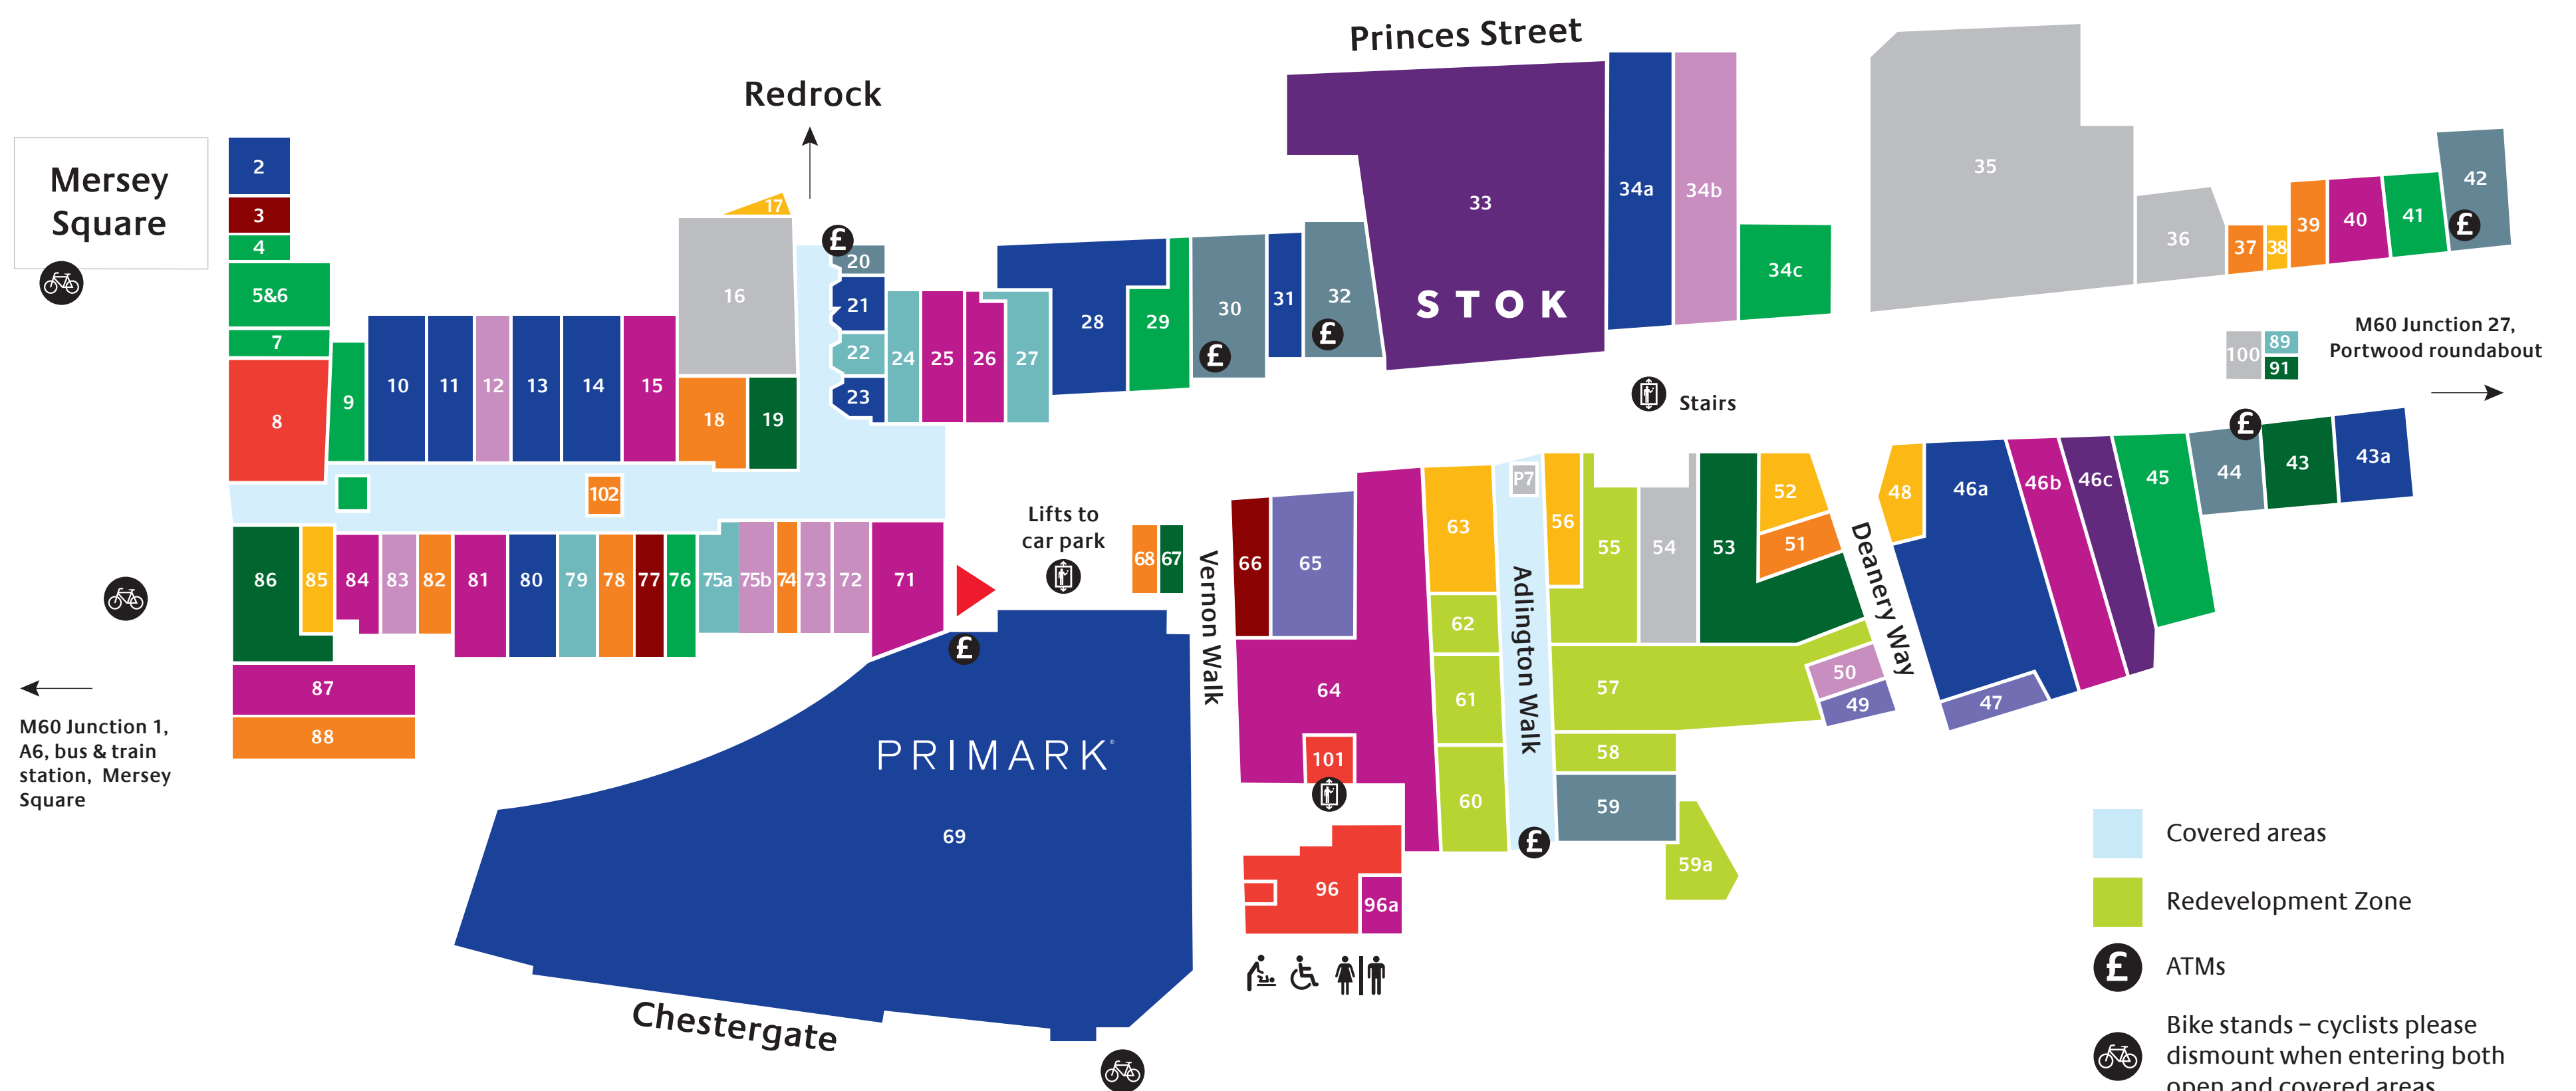 Princes Street
Redrock
Mersey
Square
2
3
4
5&6
7
8
9
10
11
12
13
14
15
16
17
18
19
£
20
21
22
23
24
25
26
27
28
29
30
£
31
32
£
33
STOK
34a
34b
34c
35
36
37
38
39
40
41
42
£
M60 Junction 27,
Portwood roundabout
100
89
91
Stairs
102
86
85
84
83
82
81
80
79
78
77
76
75a
75b
74
73
72
71
87
88
M60 Junction 1,
A6, bus & train
station, Mersey
Square
Lifts to
car park
68
67
£
PRIMARK
69
Chestergate
Vernon Walk
66
65
64
101
96
96a
63
62
61
60
Adlington Walk
P7
£
56
55
54
53
52
51
57
50
49
58
59
59a
Deanery Way
48
46a
46b
46c
45
44
£
43
43a
47
Covered areas
Redevelopment Zone
£
ATMs
Bike stands – cyclists please
dismount when entering both
open and covered areas